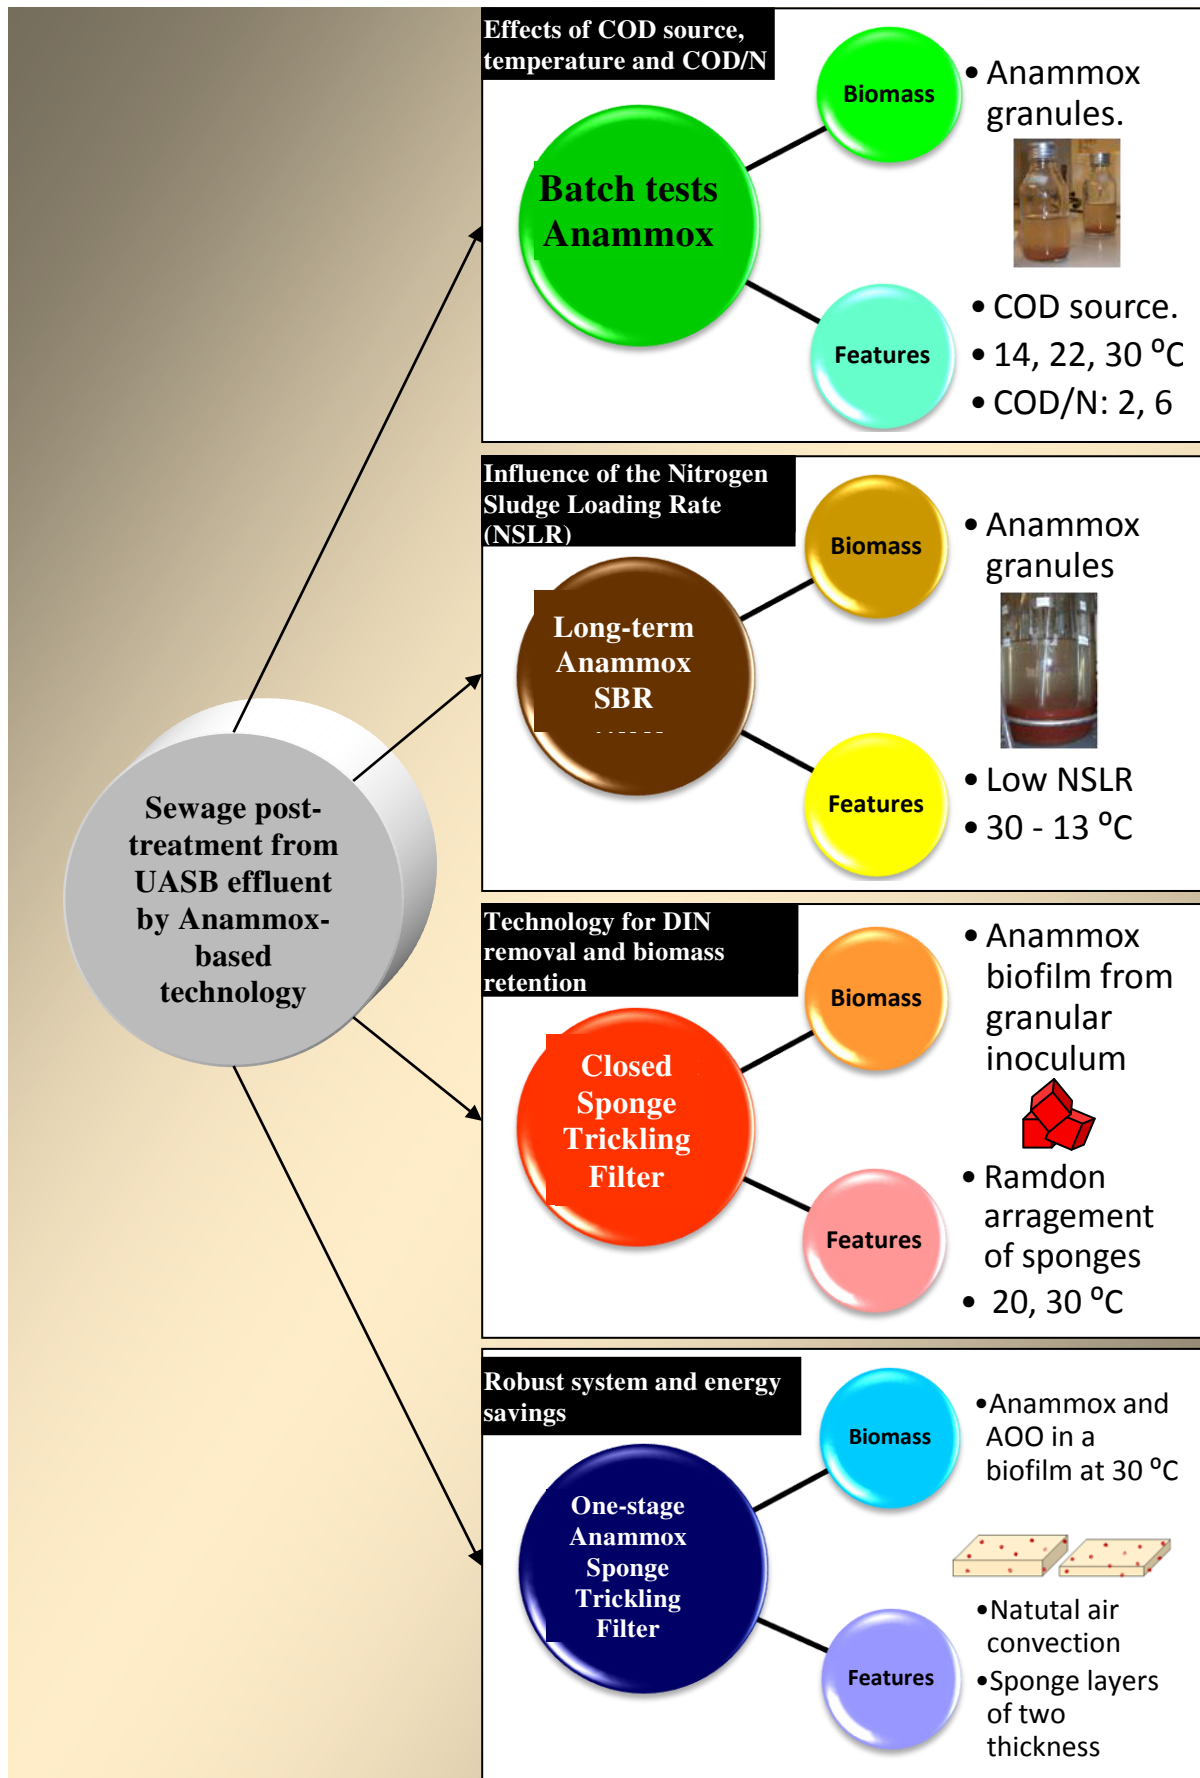 Effects of COD source,
temperature and COD/N
Batch tests
Anammox
Biomass
• Anammox
granules.
Features
• COD source.
• 14, 22, 30 ºC
• COD/N: 2, 6
Influence of the Nitrogen
Sludge Loading Rate
(NSLR)
Long-term
Anammox
SBR
Biomass
• Anammox
granules
Features
• Low NSLR
• 30 - 13 ºC
Sewage post-
treatment from
UASB effluent
by Anammox-
based
technology
Technology for DIN
removal and biomass
retention
Closed
Sponge
Trickling
Filter
Biomass
• Anammox
biofilm from
granular
inoculum
Features
• Ramdon
arragement
of sponges
• 20, 30 ºC
Robust system and energy
savings
One-stage
Anammox
Sponge
Trickling
Filter
Biomass
•Anammox and
AOO in a
biofilm at 30 ºC
Features
•Natutal air
convection
•Sponge layers
of two
thickness